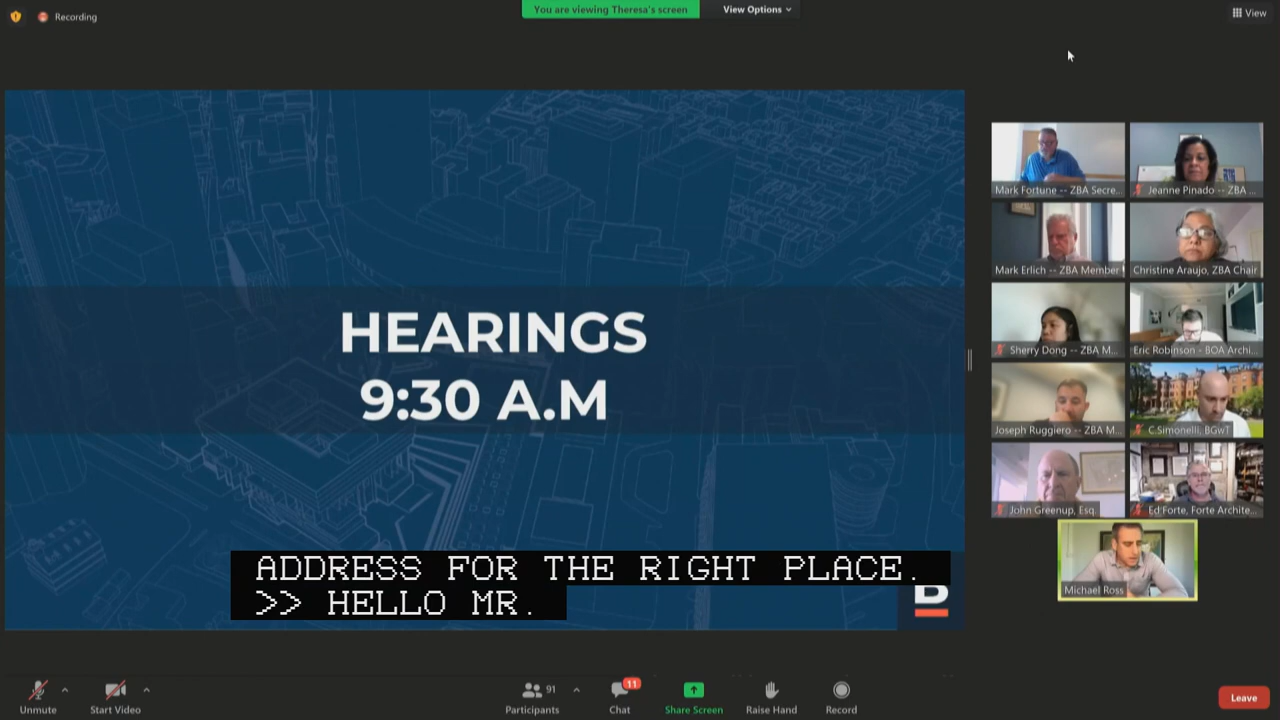 Recording
You are viewing Theresa's screen
View Options
View
HEARINGS
9:30 A.M
ADDRESS FOR THE RIGHT PLACE.
>> HELLO MR.
B
Mark Fortune -- ZBA Secre...
Jeanne Pinado -- ZBA ...
Mark Erlich -- ZBA Member
Christine Araujo, ZBA Chair
Sherry Dong -- ZBA M...
Eric Robinson - BOA Archi...
Joseph Ruggiero -- ZBA M...
C.Simonelli, BGwT
John Greenup, Esq.
Ed Forte, Forte Archite...
Michael Ross
Unmute
Start Video
91
Participants
11
Chat
Share Screen
Raise Hand
Record
Leave